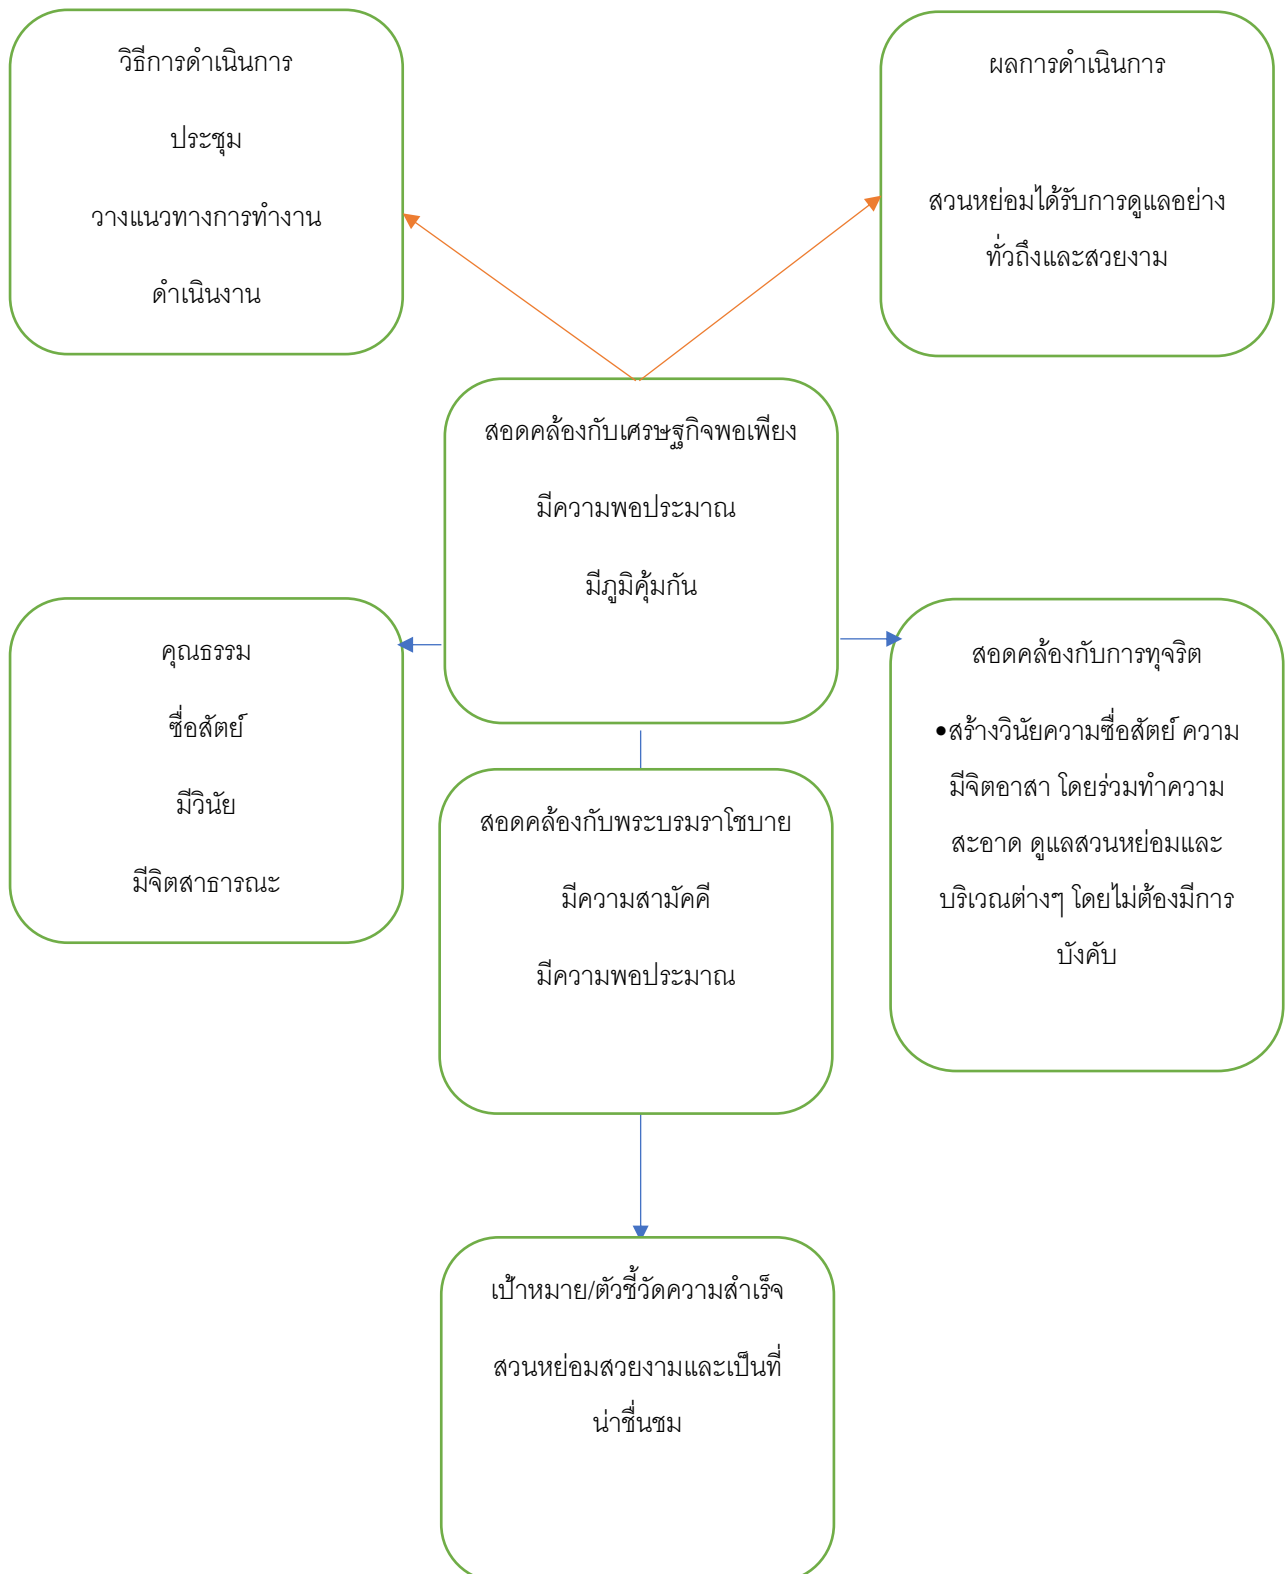 วิธีการดำเนินการ
ประชุม
วางแนวทางการทำงาน
ดำเนินงาน
ผลการดำเนินการ
สวนหย่อมได้รับการดูแลอย่าง
ทั่วถึงและสวยงาม
สอดคล้องกับเศรษฐกิจพอเพียง
มีความพอประมาณ
มีภูมิคุ้มกัน
คุณธรรม
ซื่อสัตย์
มีวินัย
มีจิตสาธารณะ
สอดคล้องกับการทุจริต
•สร้างวินัยความซื่อสัตย์ ความ
มีจิตอาสา โดยร่วมทำความ
สะอาด ดูแลสวนหย่อมและ
บริเวณต่างๆ โดยไม่ต้องมีการ
บังคับ
สอดคล้องกับพระบรมราโชบาย
มีความสามัคคี
มีความพอประมาณ
เป้าหมาย/ตัวชี้วัดความสำเร็จ
สวนหย่อมสวยงามและเป็นที่
น่าชื่นชม